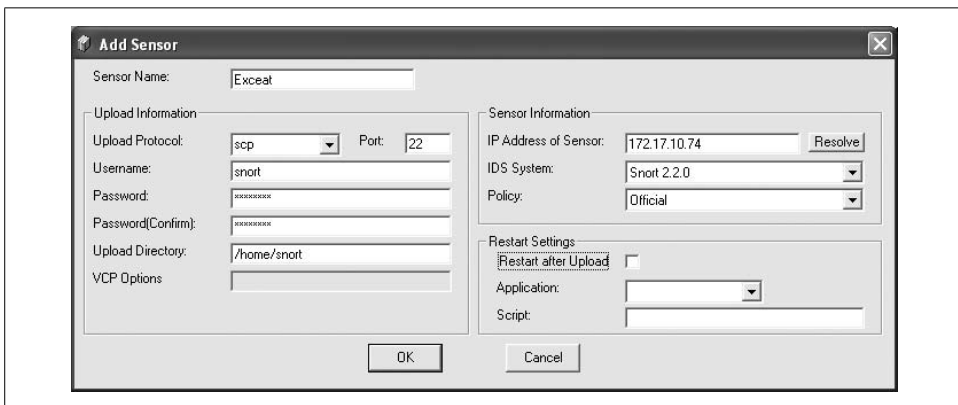 Add Sensor
Sensor Name: Exceat
Upload Information
Upload Protocol: scp Port: 22
Username: snort
Password: ********
Password(Confirm): ********
Upload Directory: /home/snort
VCP Options
Sensor Information
IP Address of Sensor: 172.17.10.74 Resolve
IDS System: Snort 2.2.0
Policy: Official
Restart Settings
Restart after Upload
Application:
Script:
OK Cancel